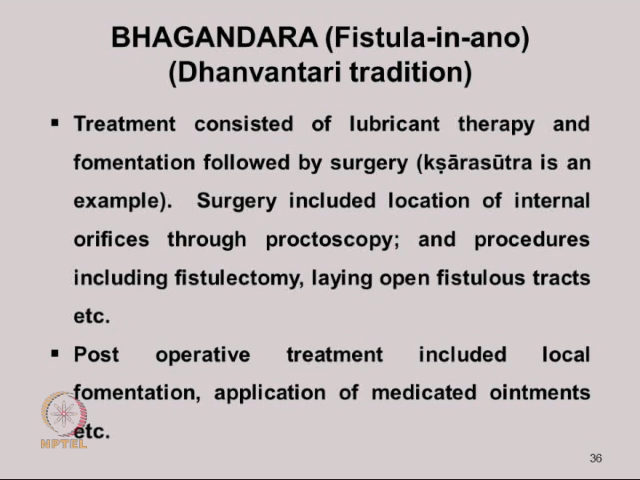 BHAGANDARA (Fistula-in-ano)
(Dhanvantari tradition)
▪ Treatment consisted of lubricant therapy and
fomentation followed by surgery (kṣārasūtra is an
example). Surgery included location of internal
orifices through proctoscopy; and procedures
including fistulectomy, laying open fistulous tracts
etc.
▪ Post operative treatment included local
fomentation, application of medicated ointments
etc.
NPTEL
36